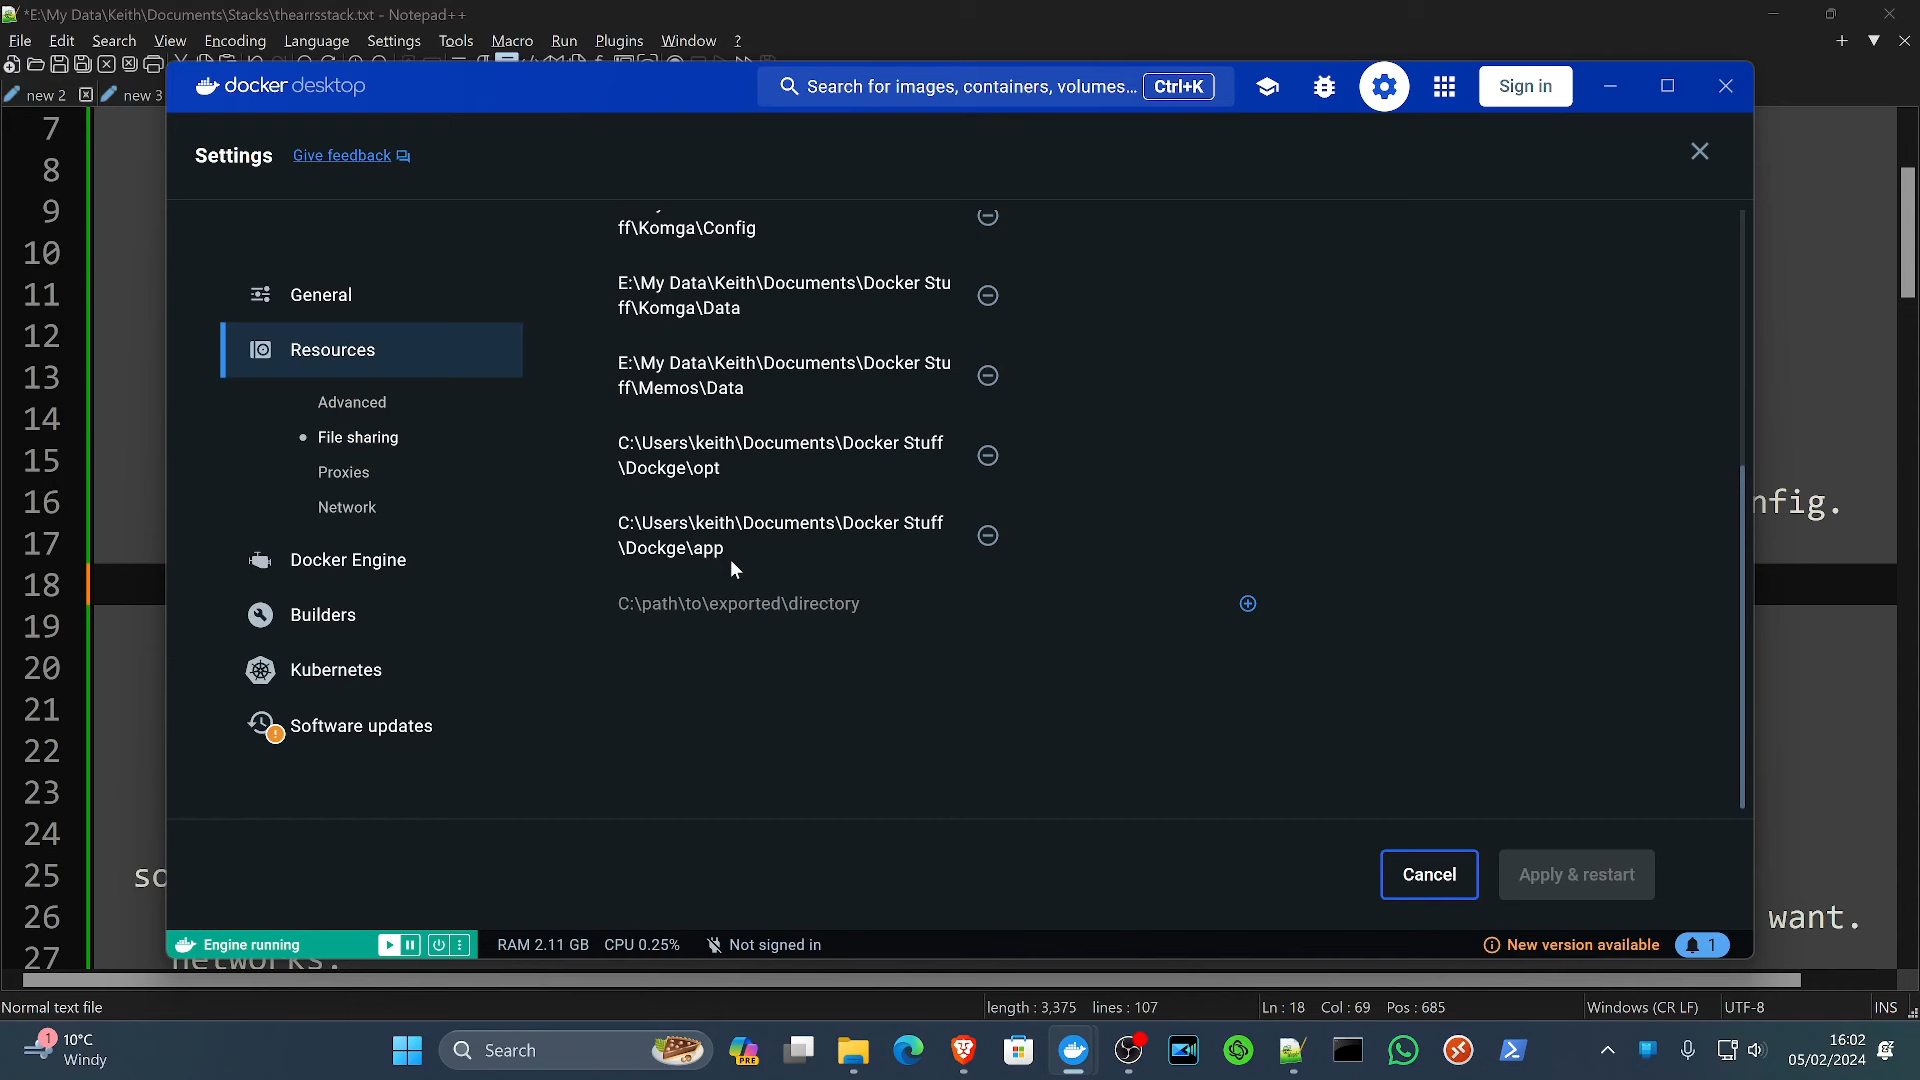 *E:\My Data\Keith\Documents\Stacks\thearrsstack.txt - Notepad++
File Edit Search View Encoding Language Settings Tools Macro Run Plugins Window ?
new 2 new 3
docker desktop
Search for images, containers, volumes... Ctrl+K
Sign in
Settings Give feedback
General
Resources
Advanced
File sharing
Proxies
Network
Docker Engine
Builders
Kubernetes
Software updates
ff\Komga\Config
E:\My Data\Keith\Documents\Docker Stu
ff\Komga\Data
E:\My Data\Keith\Documents\Docker Stu
ff\Memos\Data
C:\Users\keith\Documents\Docker Stuff
\Dockge\opt
C:\Users\keith\Documents\Docker Stuff
\Dockge\app
C:\path\to\exported\directory
Cancel Apply & restart
Engine running RAM 2.11 GB CPU 0.25% Not signed in New version available 1
7
8
9
10
11
12
13
14
15
16 nfig.
17
18
19
20
21
22
23
24
25 so
26 want.
27 networks.
Normal text file length : 3,375 lines : 107 Ln : 18 Col : 69 Pos : 685 Windows (CR LF) UTF-8 INS
1 10°C
Windy
Search
PRE
16:02
05/02/2024